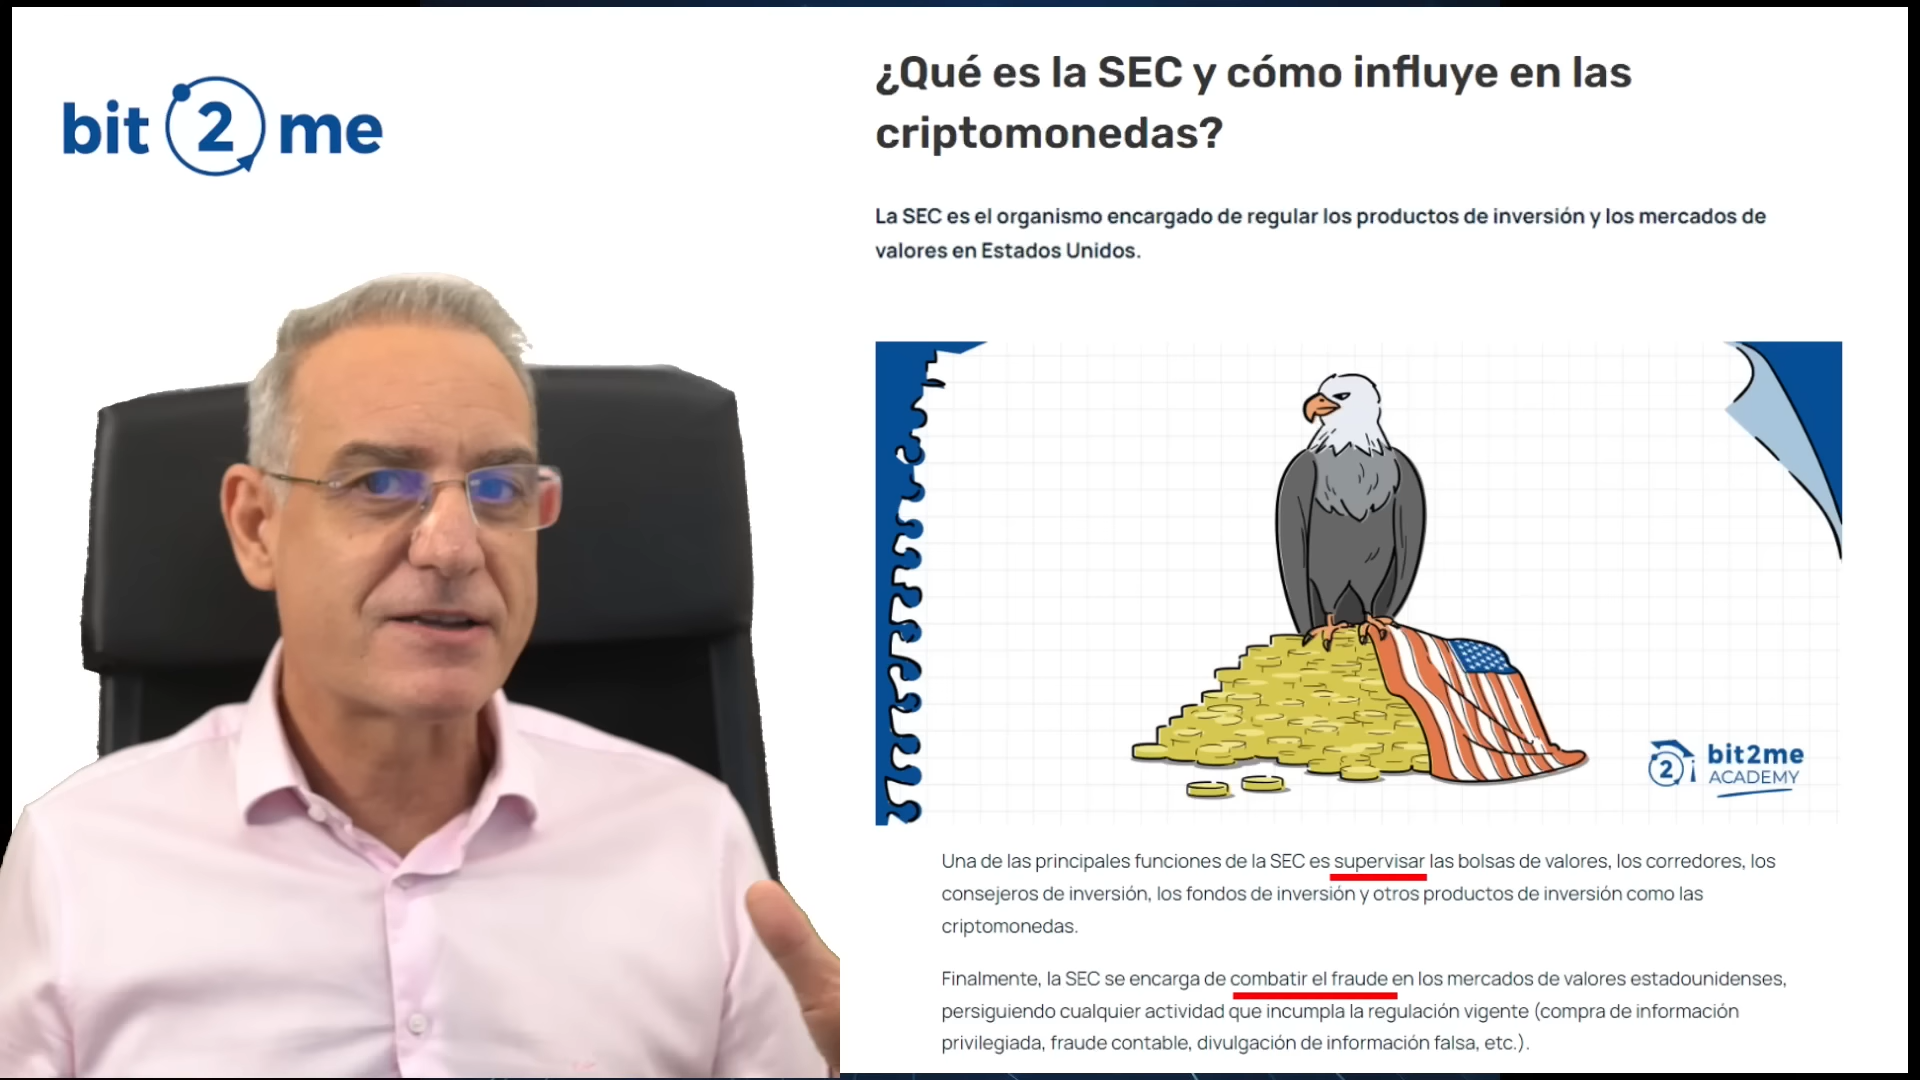 bit 2 me
¿Qué es la SEC y cómo influye en las
criptomonedas?
La SEC es el organismo encargado de regular los productos de inversión y los mercados de
valores en Estados Unidos.
2 bit2me
ACADEMY
Una de las principales funciones de la SEC es supervisar las bolsas de valores, los corredores, los
consejeros de inversión, los fondos de inversión y otros productos de inversión como las
criptomonedas.
Finalmente, la SEC se encarga de combatir el fraude en los mercados de valores estadounidenses,
persiguiendo cualquier actividad que incumpla la regulación vigente (compra de información
privilegiada, fraude contable, divulgación de información falsa, etc.).